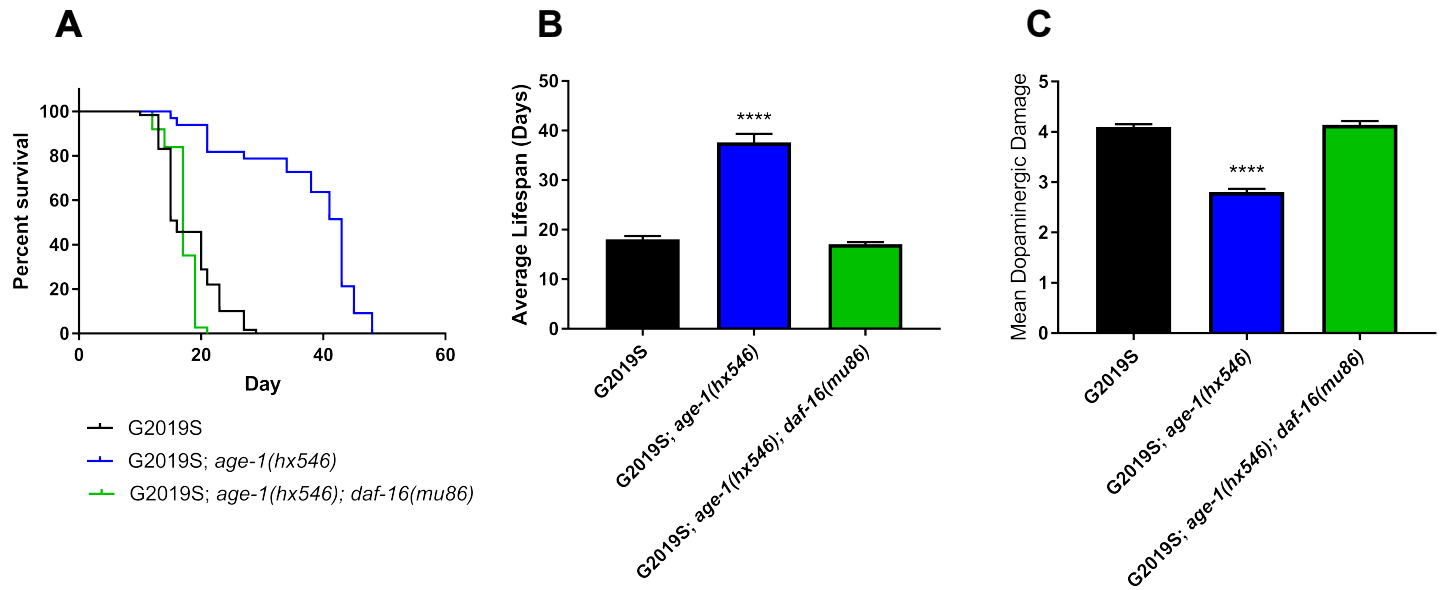 A
Percent survival
100
80
60
40
20
0
0 20 40 60
Day
G2019S
G2019S; age-1(hx546)
G2019S; age-1(hx546); daf-16(mu86)
B
Average Lifespan (Days)
50
40
30
20
10
0
****
G2019S
G2019S; age-1(hx546)
G2019S; age-1(hx546); daf-16(mu86)
C
Mean Dopaminergic Damage
5
4
3
2
1
0
****
G2019S
G2019S; age-1(hx546)
G2019S; age-1(hx546); daf-16(mu86)